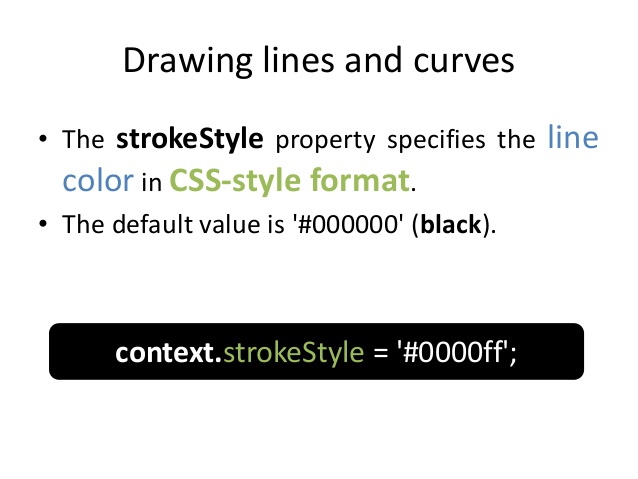 Drawing lines and curves
• The strokeStyle property specifies the line
color in CSS-style format.
• The default value is '#000000' (black).
context.strokeStyle = '#0000ff';